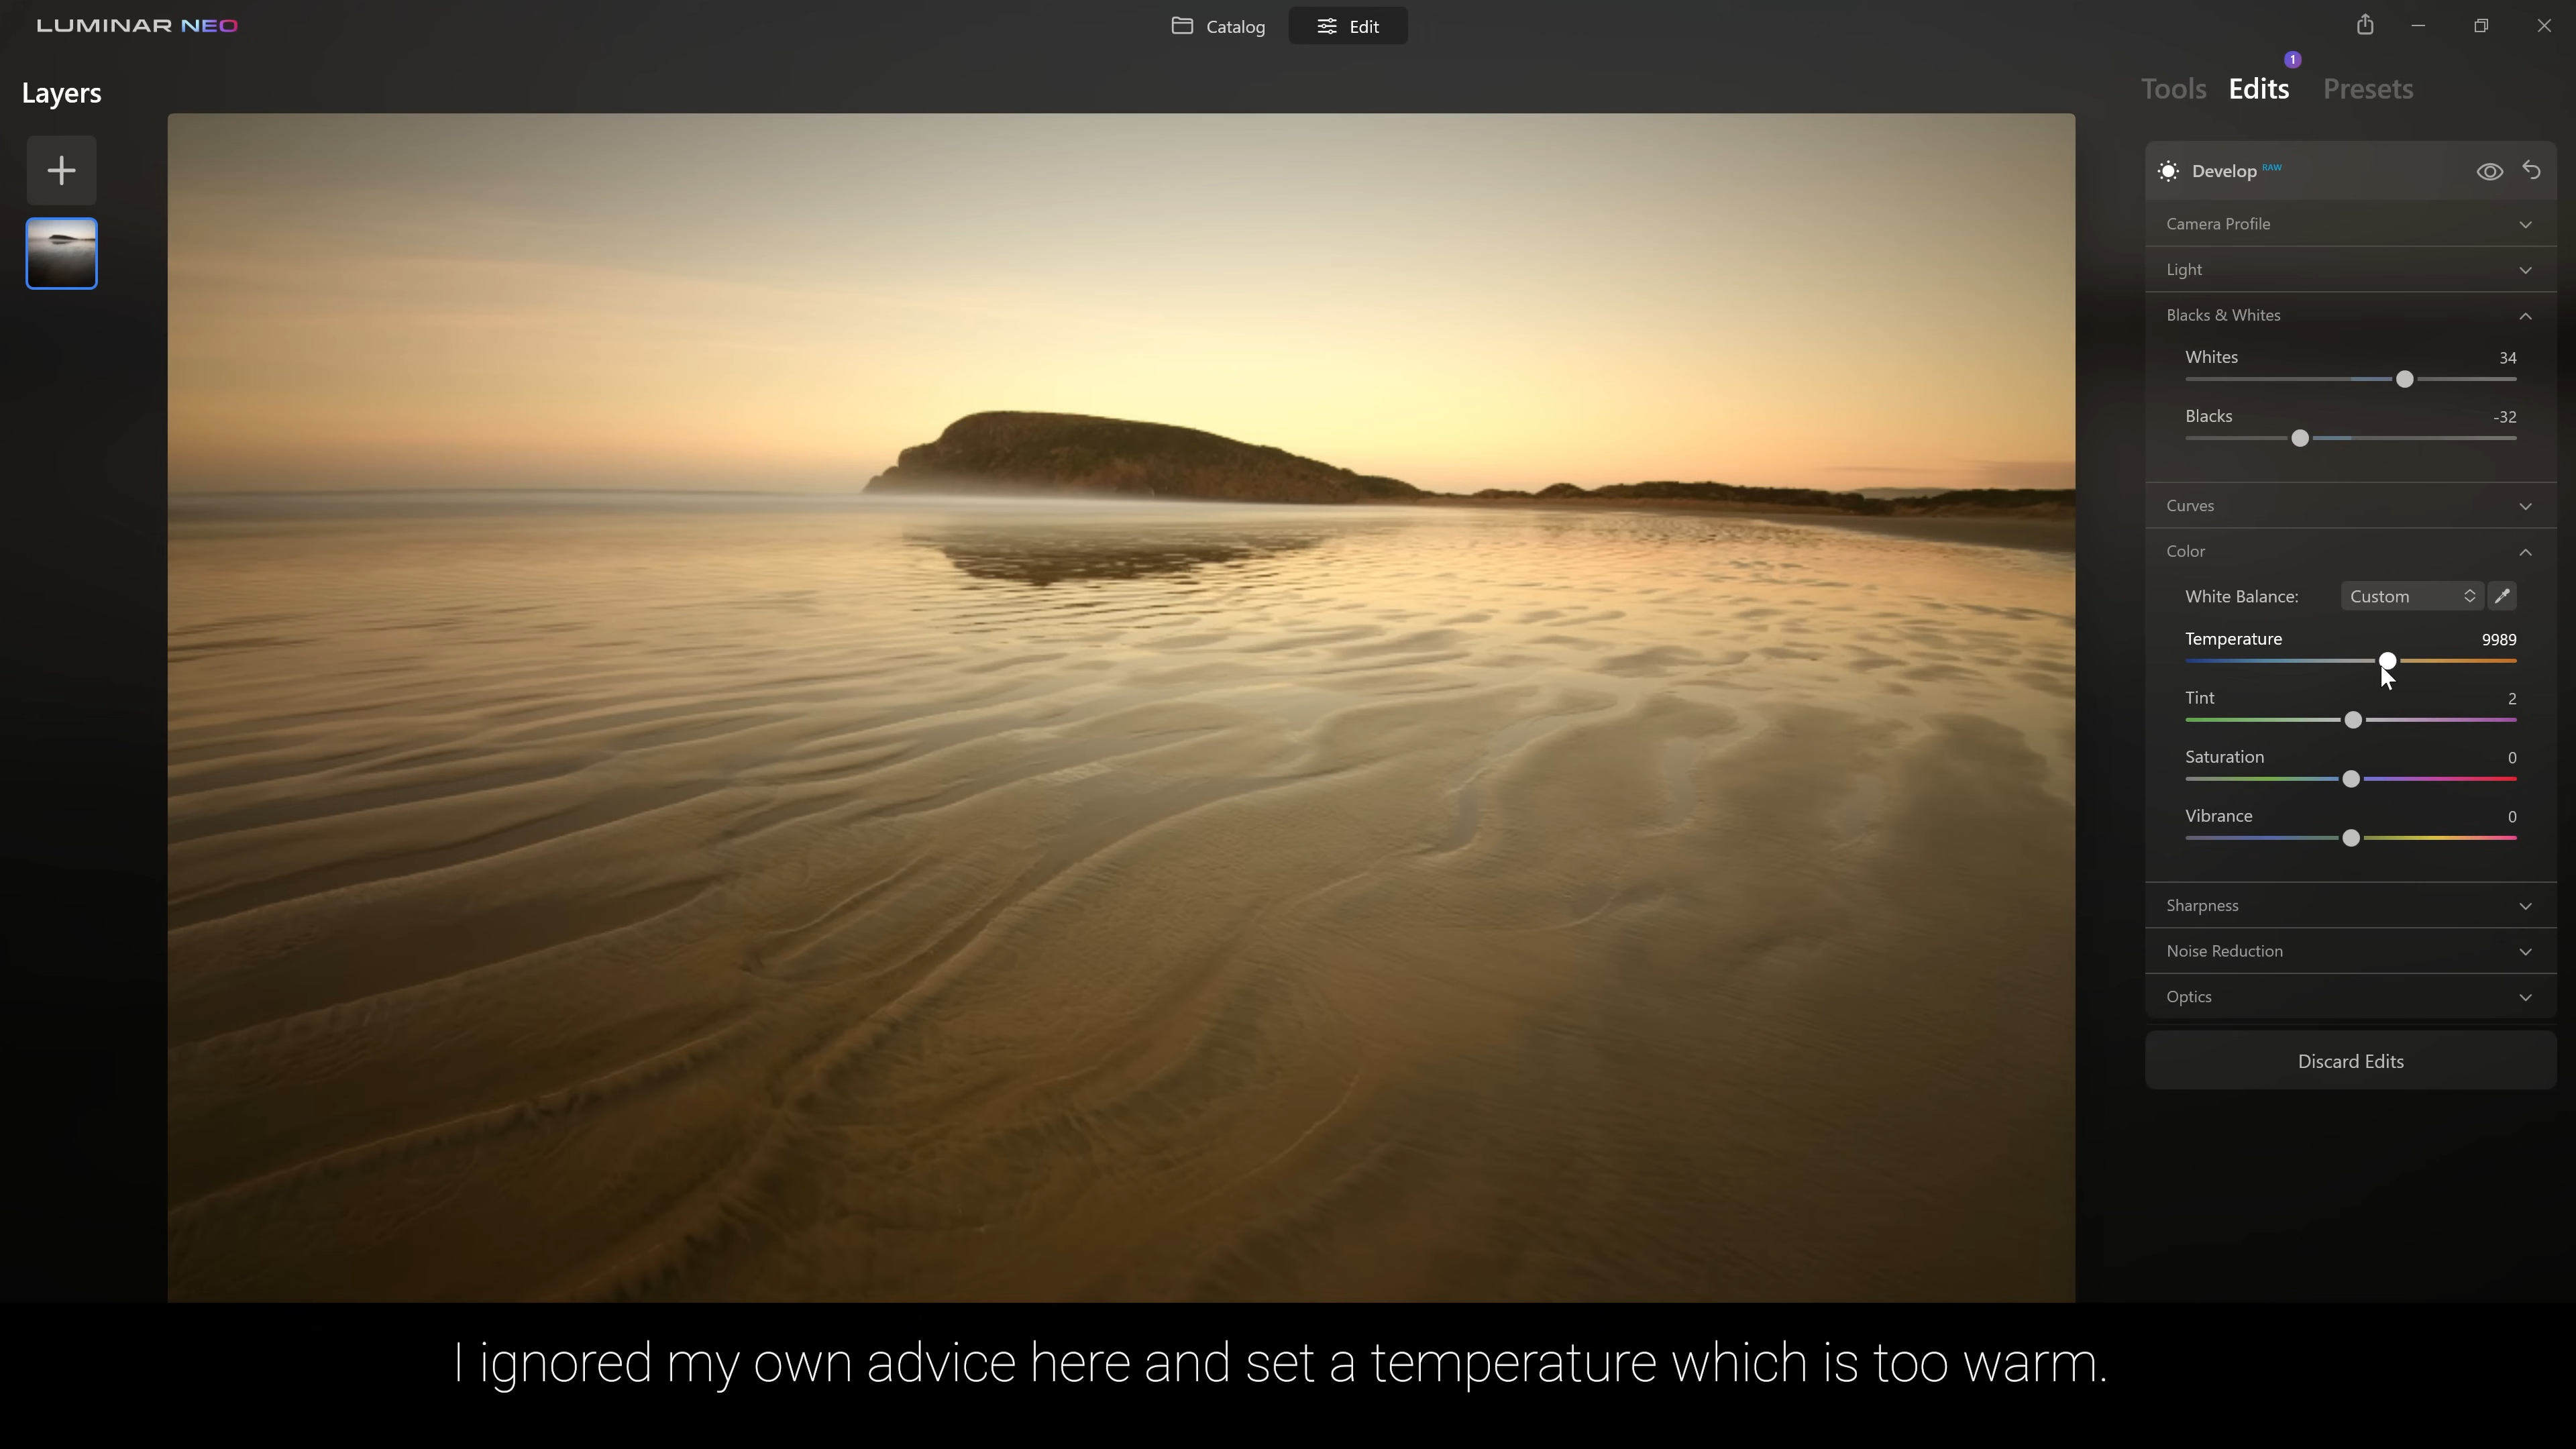 LUMINAR NEO
Catalog
Edit
Layers
1
Tools Edits Presets
Develop RAW
Camera Profile
Light
Blacks & Whites
Whites 34
Blacks -32
Curves
Color
White Balance: Custom
Temperature 9989
Tint 2
Saturation 0
Vibrance 0
Sharpness
Noise Reduction
Optics
Discard Edits
I ignored my own advice here and set a temperature which is too warm.